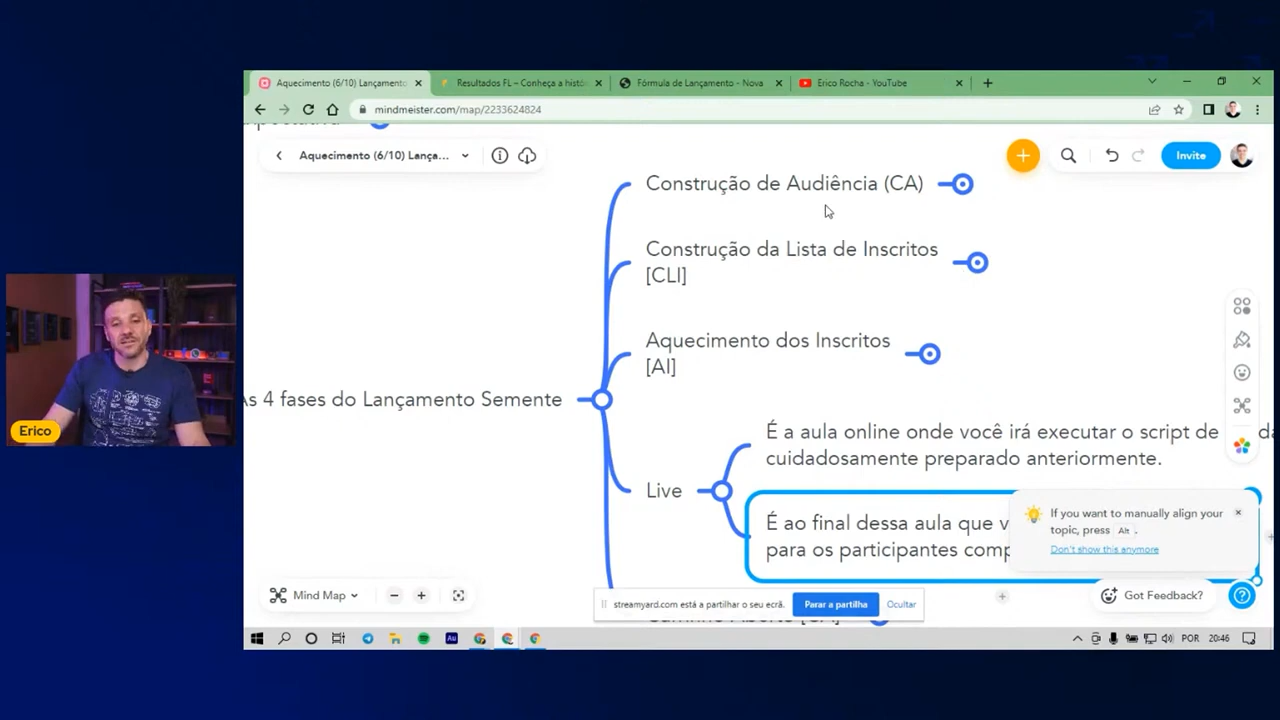 Aquecimento (6/10) Lançamento
Resultados FL – Conheça a histó
Fórmula de Lançamento - Nova
Erico Rocha - YouTube
mindmeister.com/map/2233624824
Aquecimento (6/10) Lança...
Invite
Construção de Audiência (CA)
Construção da Lista de Inscritos
[CLI]
Aquecimento dos Inscritos
[AI]
As 4 fases do Lançamento Semente
É a aula online onde você irá executar o script de
cuidadosamente preparado anteriormente.
Live
É ao final dessa aula que v
para os participantes comp
If you want to manually align your
topic, press Alt .
Don't show this anymore
Erico
Mind Map
Got Feedback?
streamyard.com está a partilhar o seu ecrã.
Parar a partilha
Ocultar
Au
POR
20:46